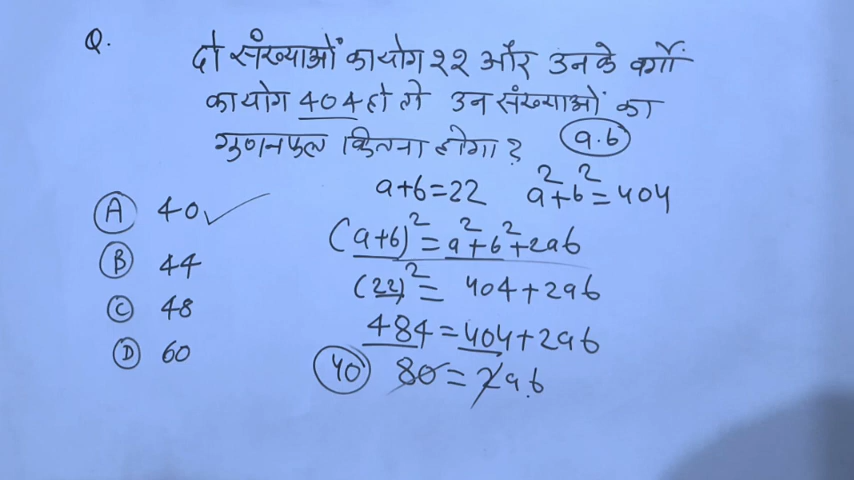 Q. दो संख्याओं का योग २२ और उनके वर्गों
का योग 404 हो तो उन संख्याओं का
गुणनफल कितना होगा? a.b
a+b=22 a²+b²=404
A 40 ✓
(a+b)²=a²+b²+2ab
B 44
(22)²= 404+2ab
C 48
484=404+2ab
D 60
40 80=2a.b